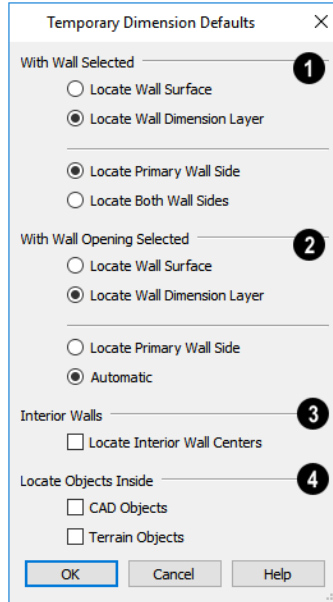 Temporary Dimension Defaults
With Wall Selected
1
Locate Wall Surface
Locate Wall Dimension Layer
Locate Primary Wall Side
Locate Both Wall Sides
With Wall Opening Selected
2
Locate Wall Surface
Locate Wall Dimension Layer
Locate Primary Wall Side
Automatic
Interior Walls
3
Locate Interior Wall Centers
Locate Objects Inside
4
CAD Objects
Terrain Objects
OK Cancel Help